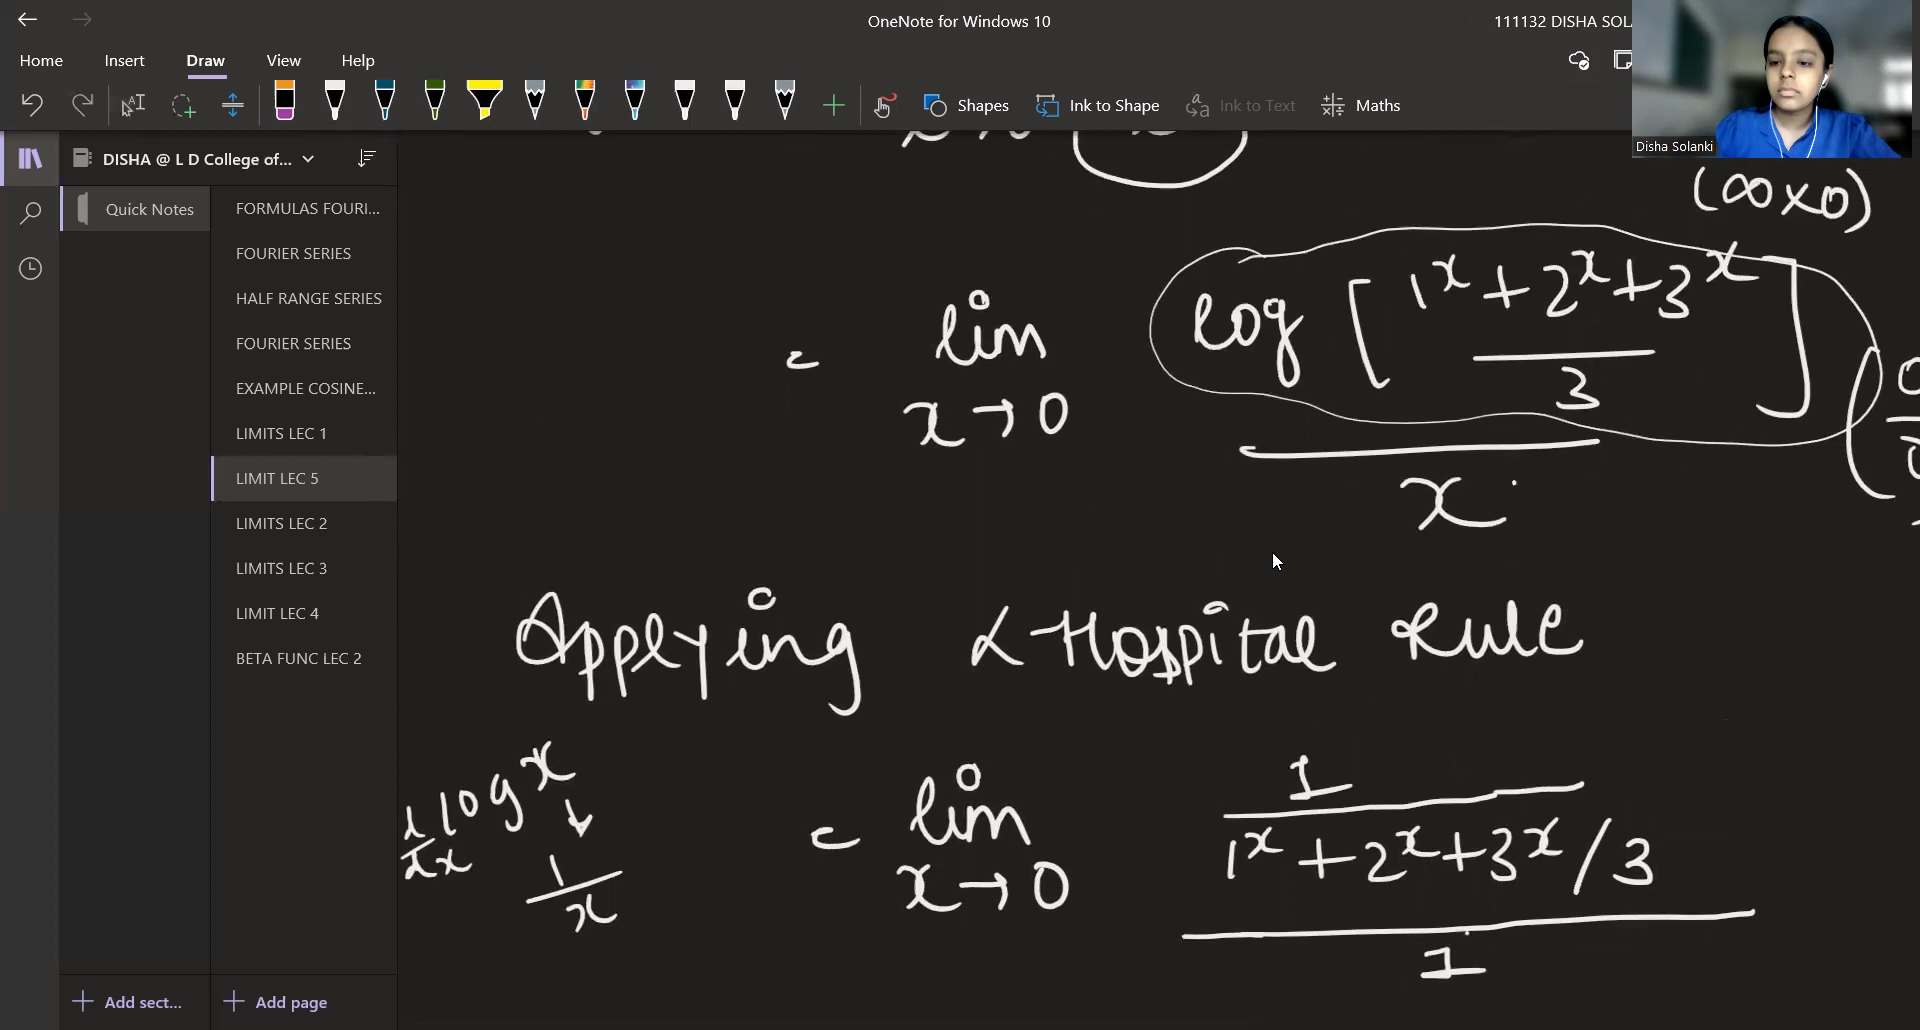 OneNote for Windows 10
111132 DISHA SOLA
Home Insert Draw View Help
Shapes Ink to Shape Ink to Text Maths
Disha Solanki
DISHA @ L D College of...
Quick Notes
FORMULAS FOURI...
FOURIER SERIES
HALF RANGE SERIES
FOURIER SERIES
EXAMPLE COSINE...
LIMITS LEC 1
LIMIT LEC 5
LIMITS LEC 2
LIMITS LEC 3
LIMIT LEC 4
BETA FUNC LEC 2
Add sect...
Add page
(∞×0)
= lim x→0 log [ 1^x + 2^x + 3^x / 3 ] / x
Applying L-Hospital Rule
d/dx log x
↓
1/x
= lim x→0 1 / 1^x + 2^x + 3^x / 3
1